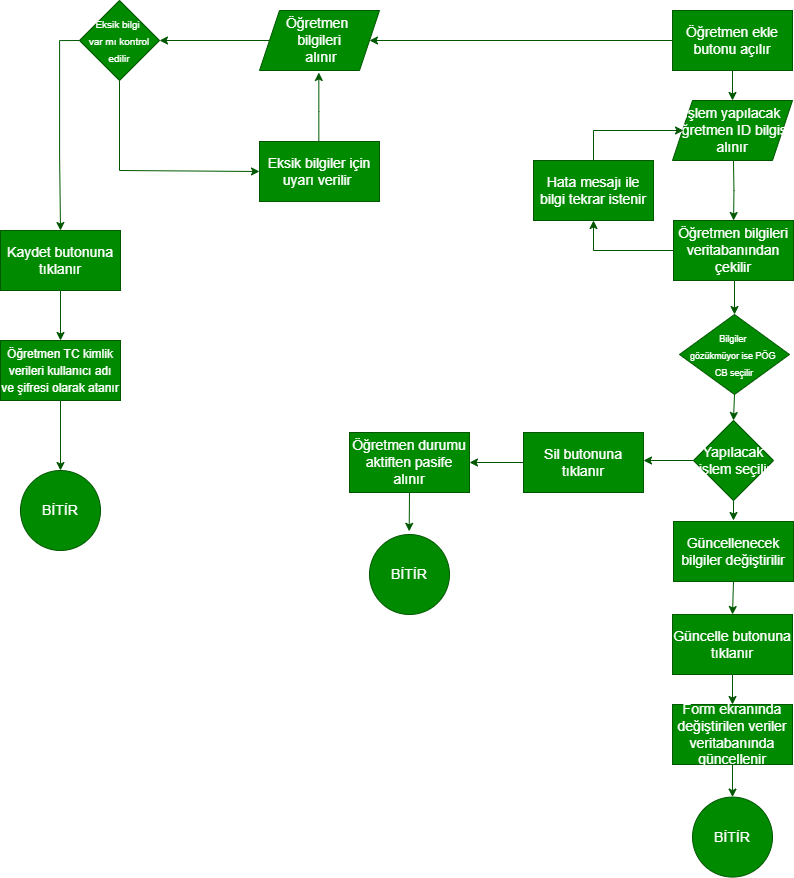 Eksik bilgi
var mı kontrol
edilir
Öğretmen
bilgileri
alınır
Öğretmen ekle
butonu açılır
İşlem yapılacak
öğretmen ID bilgisi
alınır
Eksik bilgiler için
uyarı verilir
Hata mesajı ile
bilgi tekrar istenir
Kaydet butonuna
tıklanır
Öğretmen bilgileri
veritabanından
çekilir
Öğretmen TC kimlik
verileri kullanıcı adı
ve şifresi olarak atanır
Bilgiler
gözükmüyor ise PÖG
CB seçilir
Öğretmen durumu
aktiften pasife
alınır
Sil butonuna
tıklanır
Yapılacak
işlem seçilir
BİTİR
BİTİR
Güncellenecek
bilgiler değiştirilir
Güncelle butonuna
tıklanır
Form ekranında
değiştirilen veriler
veritabanında
güncellenir
BİTİR